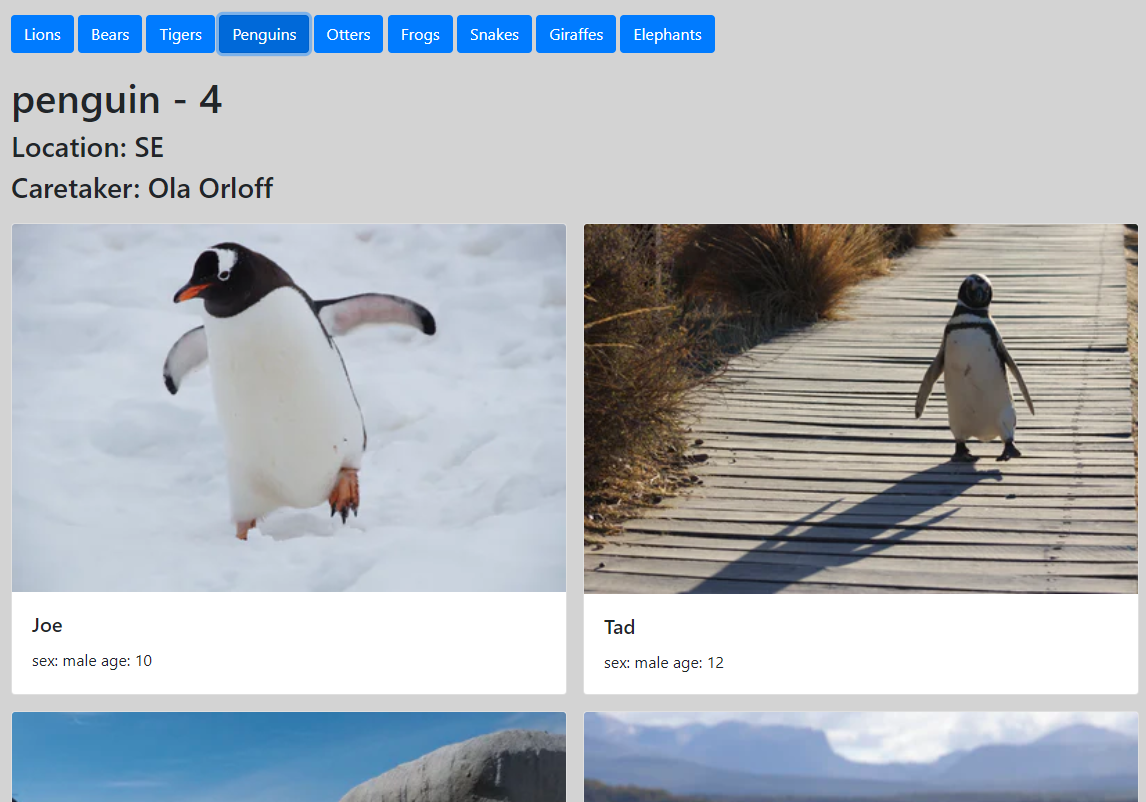 Lions Bears Tigers Penguins Otters Frogs Snakes Giraffes Elephants
penguin - 4
Location: SE
Caretaker: Ola Orloff
Joe
sex: male age: 10
Tad
sex: male age: 12